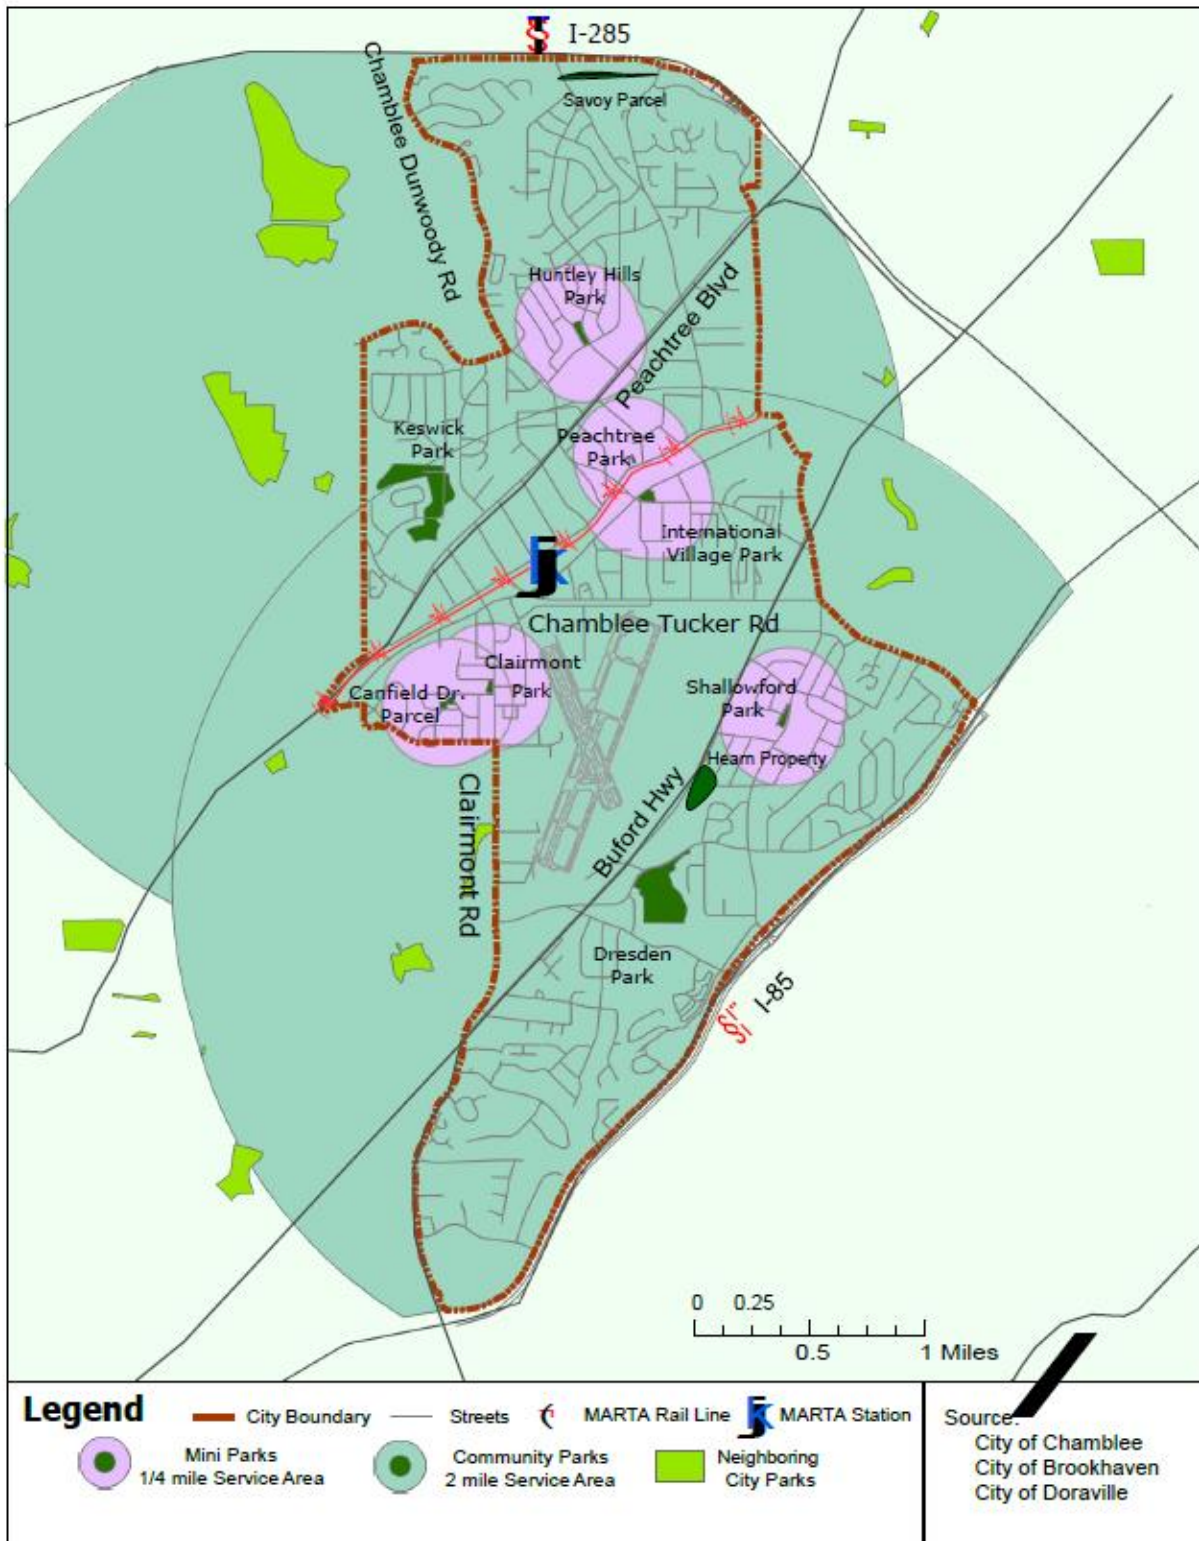 I-285
Chamblee Dunwoody Rd
Savoy Parcel
Huntley Hills
Park
Peachtree Blvd
Keswick
Park
Peachtree
Park
International
Village Park
Chamblee Tucker Rd
Clairmont
Park
Canfield Dr.
Parcel
Shallowford
Park
Hearn Property
Clairmont Rd
Buford Hwy
Dresden
Park
I-85
0 0.25
0.5 1 Miles
Legend
City Boundary
Streets
MARTA Rail Line
MARTA Station
Mini Parks
1/4 mile Service Area
Community Parks
2 mile Service Area
Neighboring
City Parks
Source:
City of Chamblee
City of Brookhaven
City of Doraville